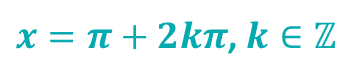 x = π + 2kπ, k ∈ ℤ